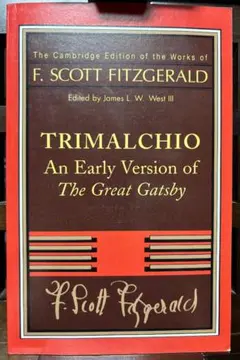 The Cambridge Edition of the Works of
F. SCOTT FITZGERALD
Edited by James L. W. West III
TRIMALCHIO
An Early Version of
The Great Gatsby
F. Scott Fitzgerald